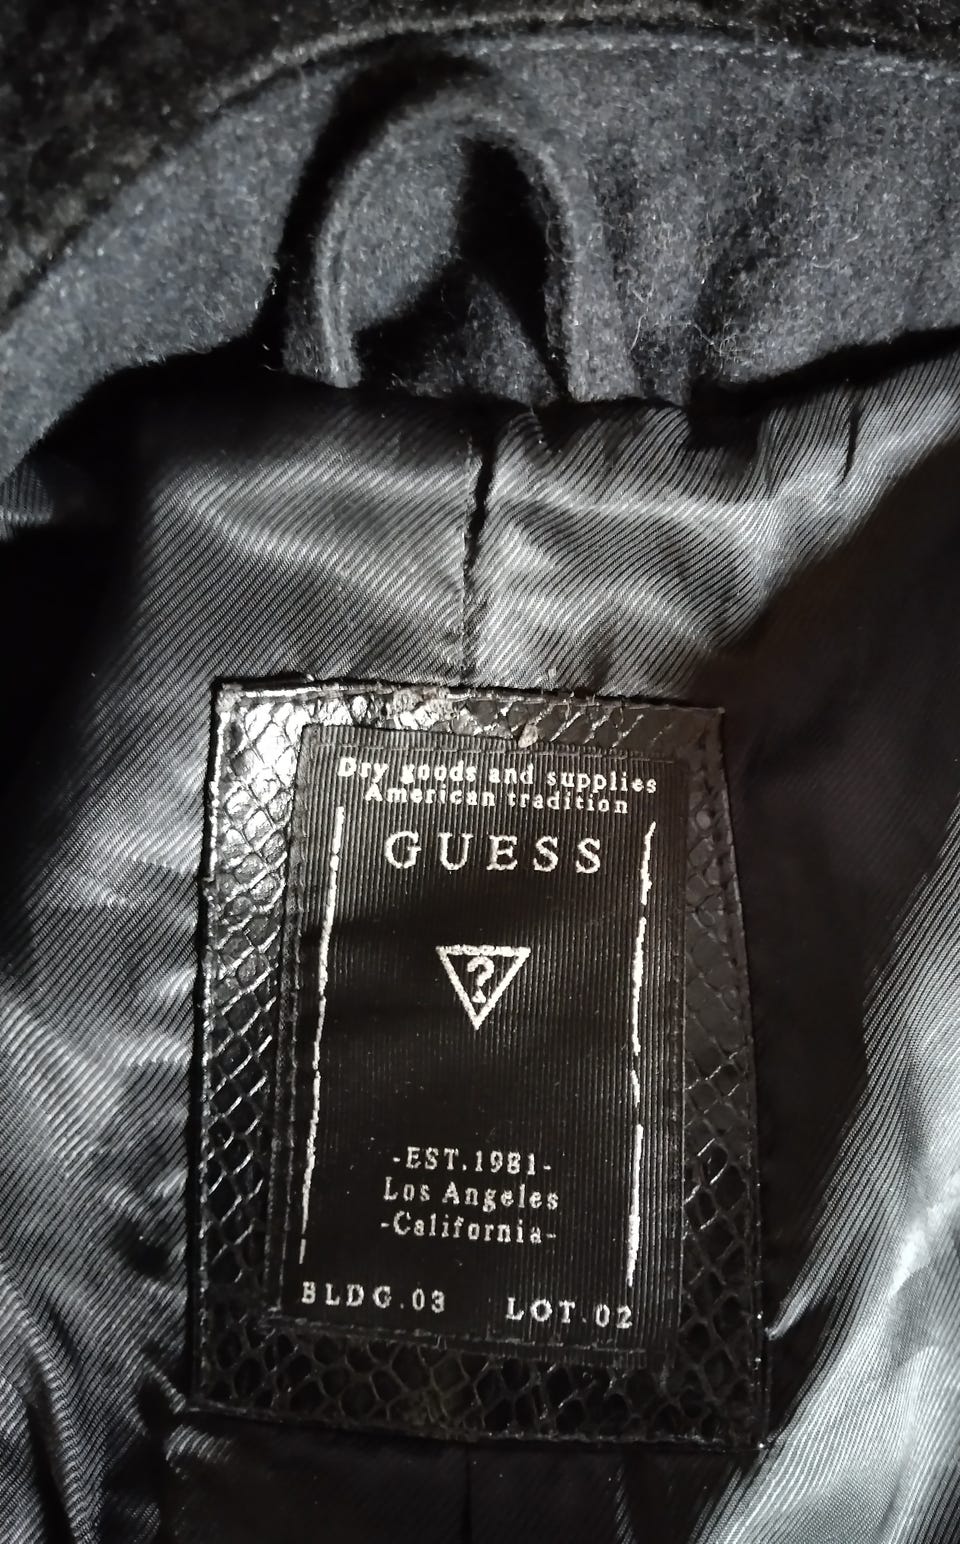 Dry goods and supplies
American tradition
GUESS
?
-EST.1981-
Los Angeles
-California-
BLDG.03 LOT.02